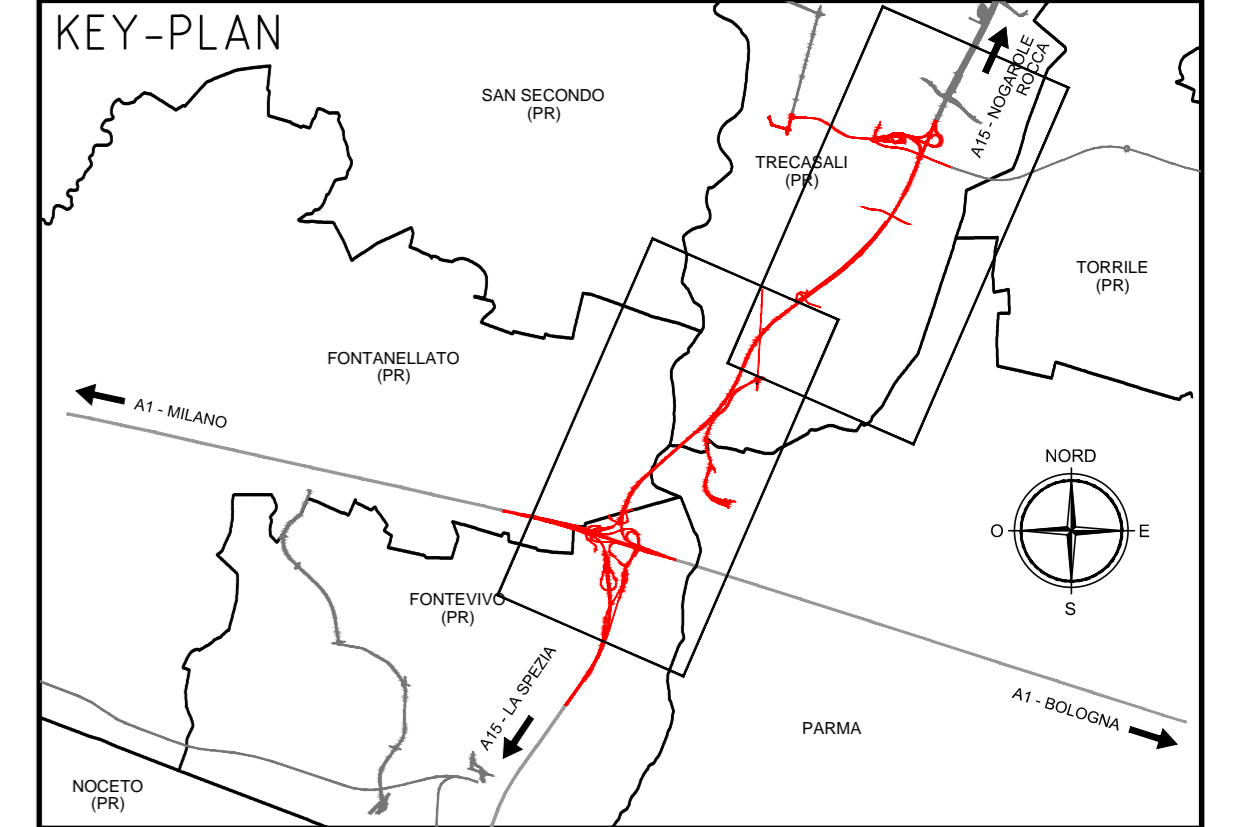 KEY-PLAN
SAN SECONDO
(PR)
A15 - NOGAROLE
ROCCA
TRECASALI
(PR)
TORRILE
(PR)
FONTANELLATO
(PR)
A1 - MILANO
NORD
O
E
S
FONTEVIVO
(PR)
A15 - LA SPEZIA
A1 - BOLOGNA
PARMA
NOCETO
(PR)